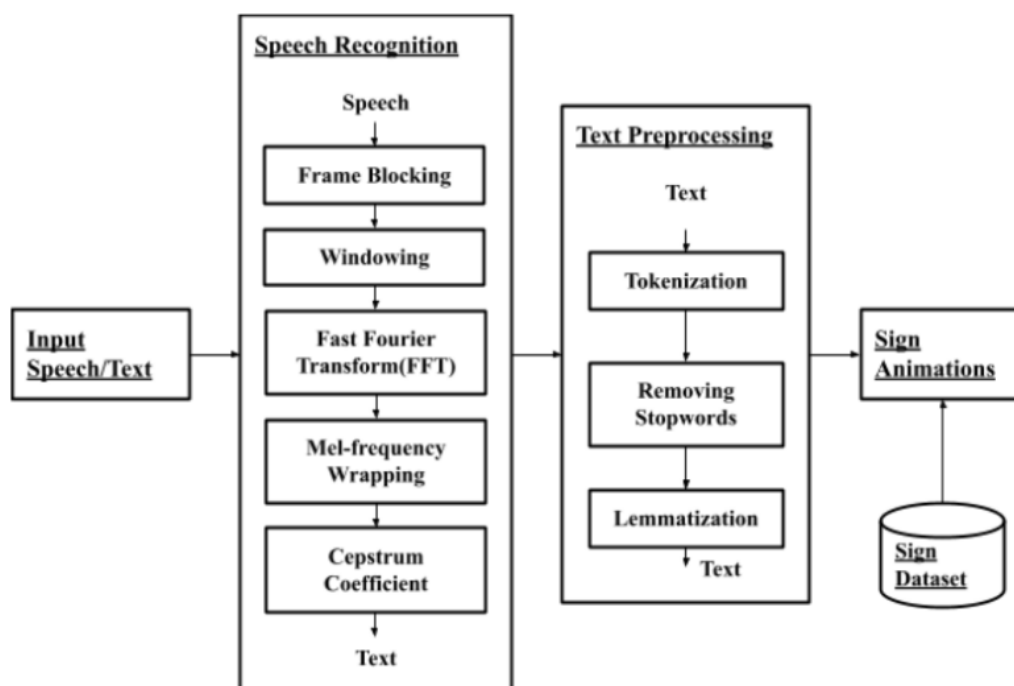 Input
Speech/Text
Speech Recognition
Speech
Frame Blocking
Windowing
Fast Fourier
Transform(FFT)
Mel-frequency
Wrapping
Cepstrum
Coefficient
Text
Text Preprocessing
Text
Tokenization
Removing
Stopwords
Lemmatization
Text
Sign
Animations
Sign
Dataset